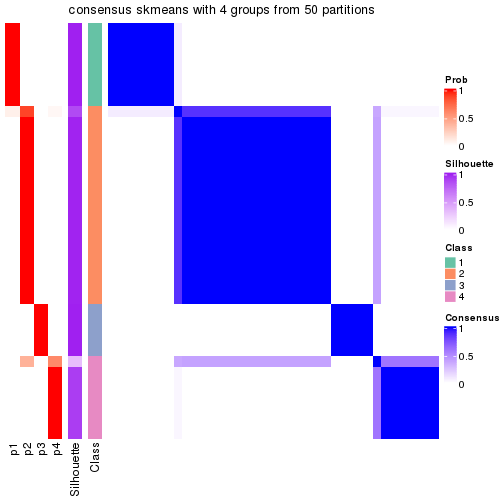 consensus skmeans with 4 groups from 50 partitions
Prob
1
0.5
0
Silhouette
1
0.5
0
Class
1
2
3
4
Consensus
1
0.5
0
p1
p2
p3
p4
Silhouette
Class